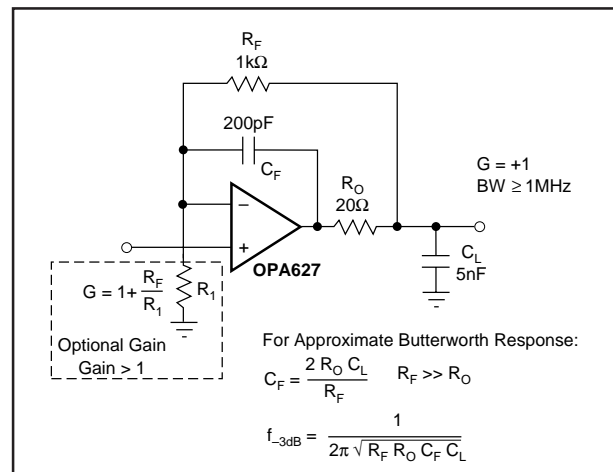 R_F
1kΩ
200pF
C_F
R_O
20Ω
G = +1
BW ≥ 1MHz
–
+
OPA627
C_L
5nF
G = 1+ R_F / R_1
R_1
Optional Gain
Gain > 1
For Approximate Butterworth Response:
C_F = 2 R_O C_L / R_F    R_F >> R_O
f_–3dB = 1 / 2π √ R_F R_O C_F C_L